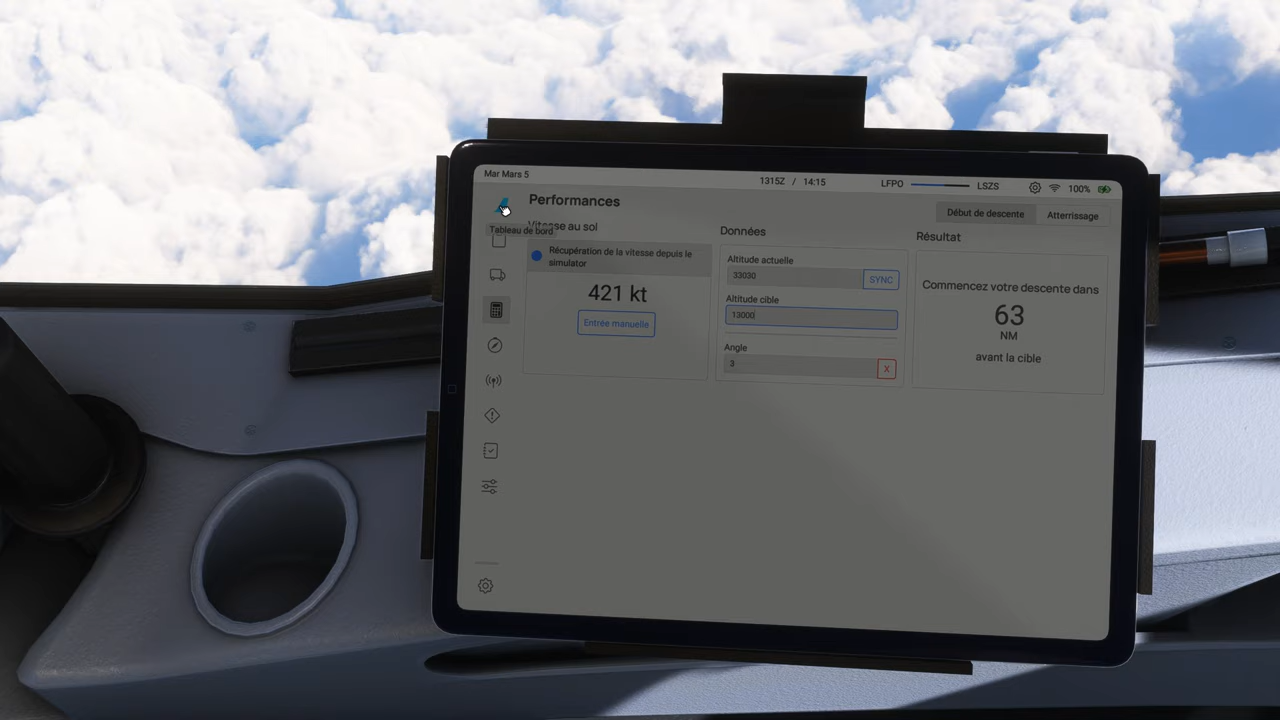 Mar Mars 5
1315Z / 14:15
LFPO
LSZS
100%
Performances
Début de descente
Atterrissage
Tableau de bord
Vitesse au sol
Récupération de la vitesse depuis le
simulator
421 kt
Entrée manuelle
Données
Altitude actuelle
33030
SYNC
Altitude cible
13000
Angle
3
X
Résultat
Commencez votre descente dans
63
NM
avant la cible